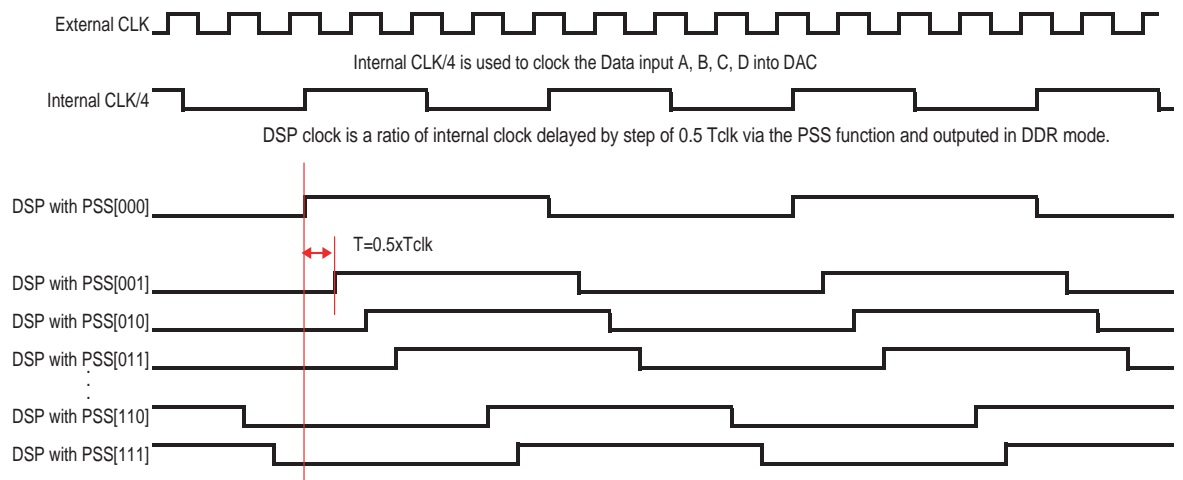 External CLK
Internal CLK/4 is used to clock the Data input A, B, C, D into DAC
Internal CLK/4
DSP clock is a ratio of internal clock delayed by step of 0.5 Tclk via the PSS function and outputed in DDR mode.
DSP with PSS[000]
T=0.5xTclk
DSP with PSS[001]
DSP with PSS[010]
DSP with PSS[011]
.
.
.
DSP with PSS[110]
DSP with PSS[111]